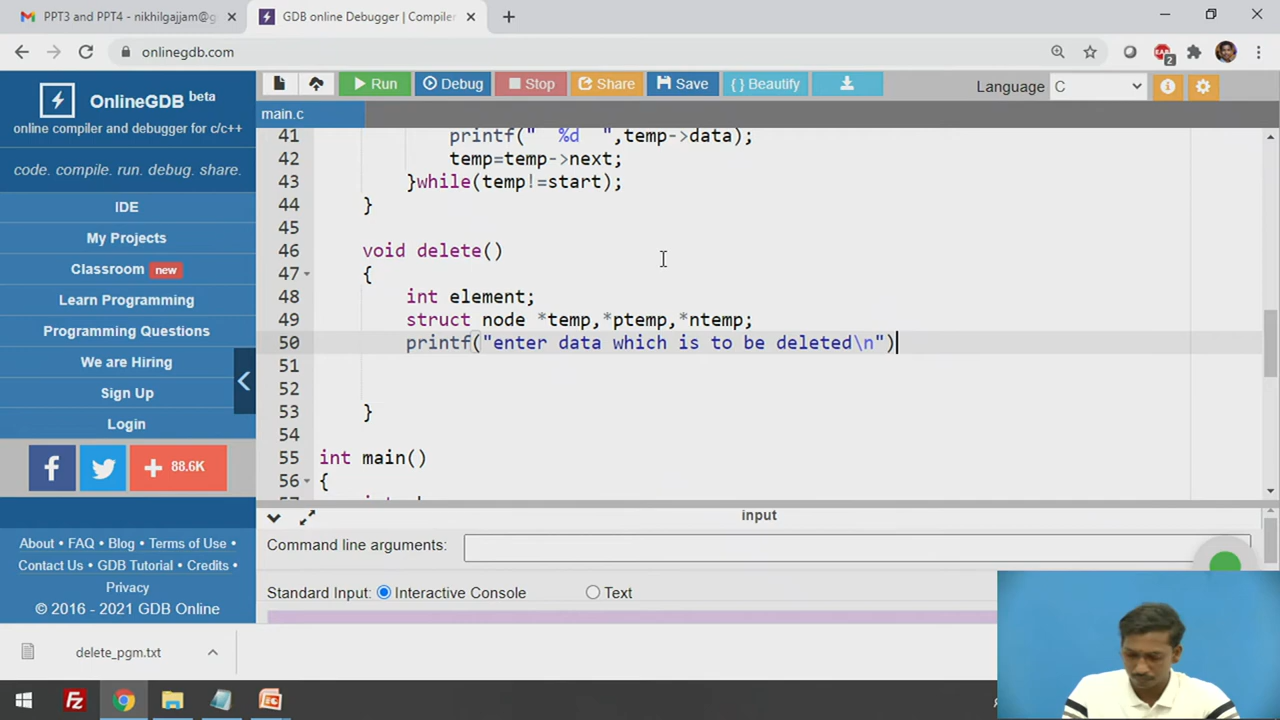 PPT3 and PPT4 - nikhilgajjam@g
GDB online Debugger | Compiler
onlinegdb.com
2
OnlineGDB beta
online compiler and debugger for c/c++
code. compile. run. debug. share.
IDE
My Projects
Classroom new
Learn Programming
Programming Questions
We are Hiring
Sign Up
Login
88.6K
About • FAQ • Blog • Terms of Use •
Contact Us • GDB Tutorial • Credits •
Privacy
© 2016 - 2021 GDB Online
Run Debug Stop Share Save { } Beautify
Language C
main.c
41 printf("  %d  ",temp->data);
42 temp=temp->next;
43 }while(temp!=start);
44 }
45
46 void delete()
47 {
48 int element;
49 struct node *temp,*ptemp,*ntemp;
50 printf("enter data which is to be deleted\n")
51
52
53 }
54
55 int main()
56 {
input
Command line arguments:
Standard Input: Interactive Console Text
delete_pgm.txt